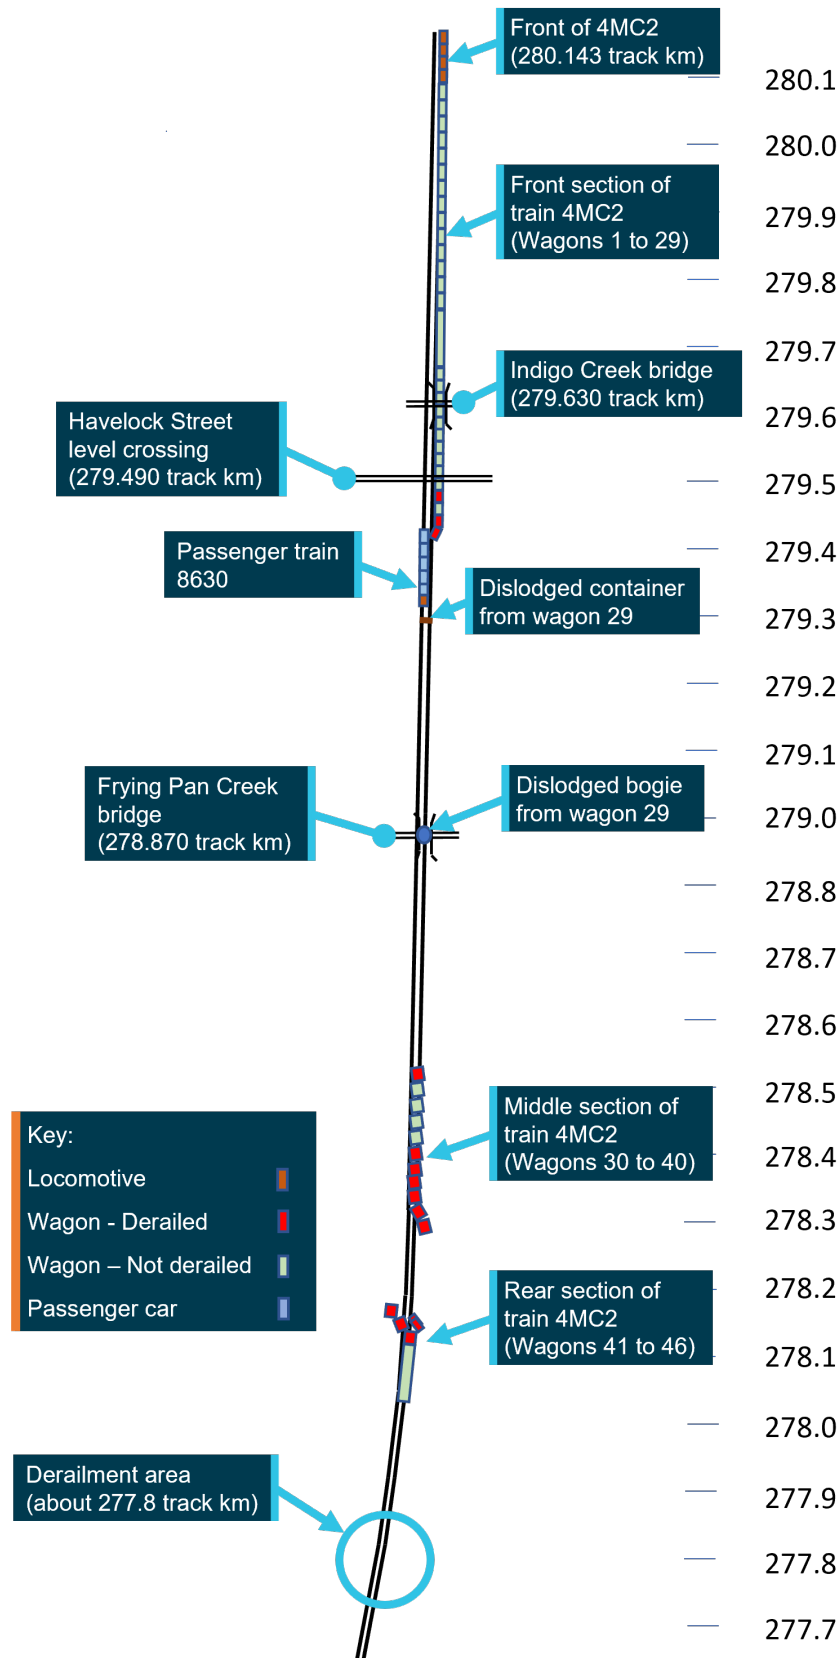 Front of 4MC2
(280.143 track km)
280.1
280.0
Front section of
train 4MC2
(Wagons 1 to 29)
279.9
279.8
279.7
Indigo Creek bridge
(279.630 track km)
279.6
Havelock Street
level crossing
(279.490 track km)
279.5
Passenger train
8630
279.4
Dislodged container
from wagon 29
279.3
279.2
279.1
Frying Pan Creek
bridge
(278.870 track km)
Dislodged bogie
from wagon 29
279.0
278.8
278.7
278.6
278.5
Middle section of
train 4MC2
(Wagons 30 to 40)
278.4
278.3
Key:
Locomotive
Wagon - Derailed
Wagon – Not derailed
Passenger car
278.2
Rear section of
train 4MC2
(Wagons 41 to 46)
278.1
278.0
Derailment area
(about 277.8 track km)
277.9
277.8
277.7